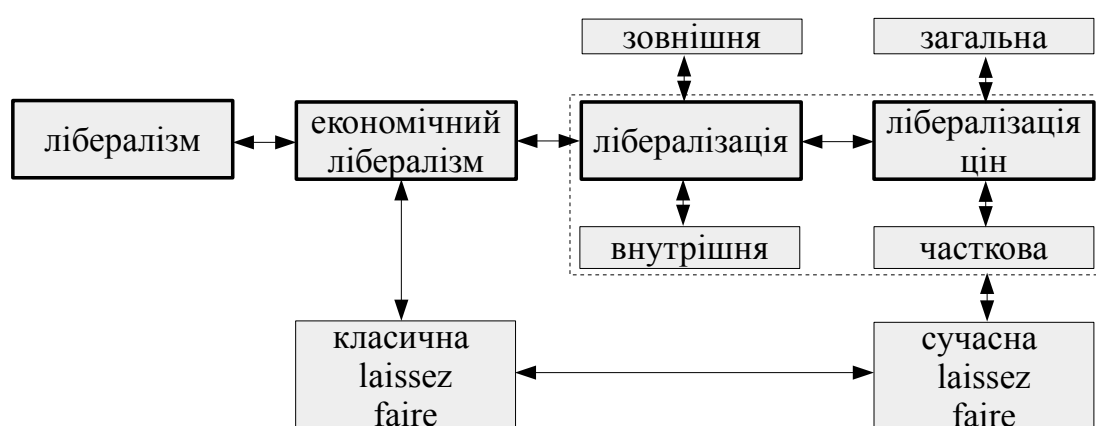 зовнішня
загальна
лібералізм
економічний
лібералізм
лібералізація
лібералізація
цін
внутрішня
часткова
класична
laissez
faire
сучасна
laissez
faire